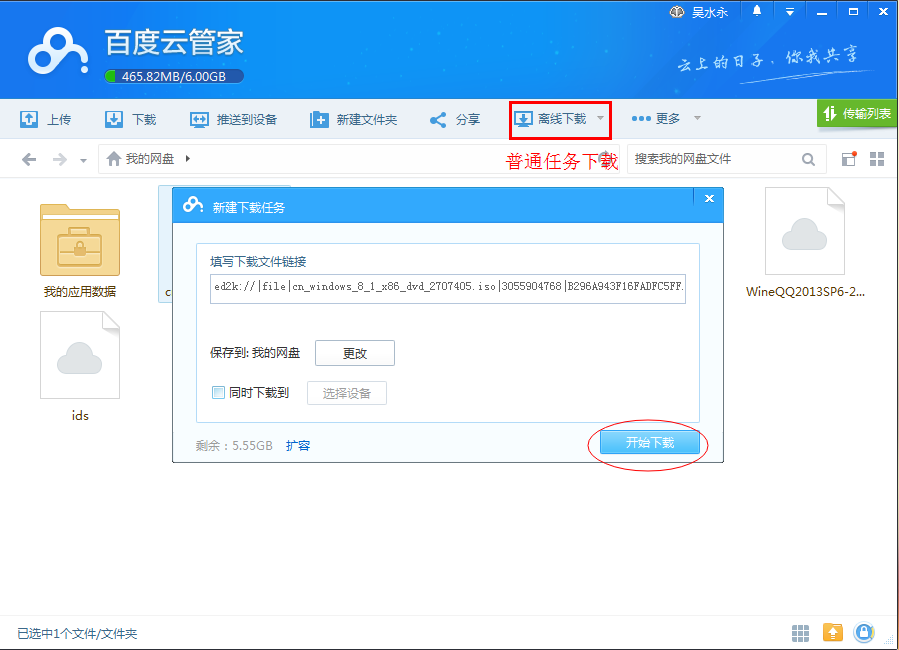 吴水永
百度云管家
465.82MB/6.00GB
云上的日子，你我共享
上传
下载
推送到设备
新建文件夹
分享
离线下载
更多
传输列表
我的网盘
普通任务下载
搜索我的网盘文件
新建下载任务
填写下载文件链接
ed2k://|file|cn_windows_8_1_x86_dvd_2707405.iso|3055904768|B296A943F16FADFC5FF.
保存到: 我的网盘
更改
同时下载到
选择设备
剩余：5.55GB
扩容
开始下载
我的应用数据
c
WineQQ2013SP6-2...
ids
已选中1个文件/文件夹